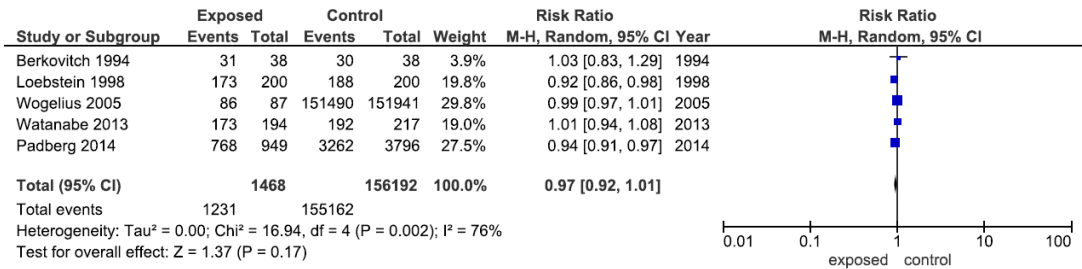 Exposed Control Risk Ratio Risk Ratio
Study or Subgroup Events Total Events Total Weight M-H, Random, 95% CI Year M-H, Random, 95% CI
Berkovitch 1994 31 38 30 38 3.9% 1.03 [0.83, 1.29] 1994
Loebstein 1998 173 200 188 200 19.8% 0.92 [0.86, 0.98] 1998
Wogelius 2005 86 87 151490 151941 29.8% 0.99 [0.97, 1.01] 2005
Watanabe 2013 173 194 192 217 19.0% 1.01 [0.94, 1.08] 2013
Padberg 2014 768 949 3262 3796 27.5% 0.94 [0.91, 0.97] 2014
Total (95% CI) 1468 156192 100.0% 0.97 [0.92, 1.01]
Total events 1231 155162
Heterogeneity: Tau² = 0.00; Chi² = 16.94, df = 4 (P = 0.002); I² = 76%
Test for overall effect: Z = 1.37 (P = 0.17)
0.01 0.1 1 10 100
exposed control